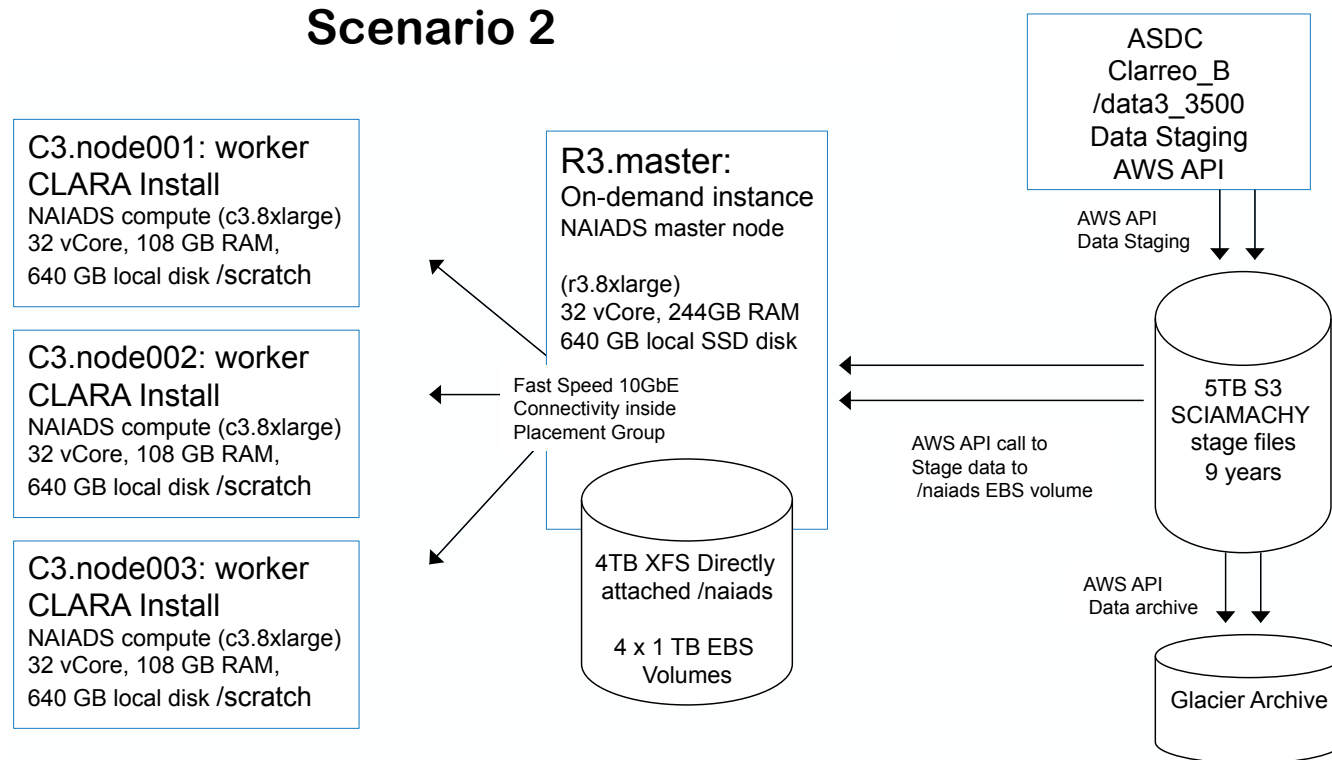 Scenario 2
C3.node001: worker
CLARA Install
NAIADS compute (c3.8xlarge)
32 vCore, 108 GB RAM,
640 GB local disk /scratch
C3.node002: worker
CLARA Install
NAIADS compute (c3.8xlarge)
32 vCore, 108 GB RAM,
640 GB local disk /scratch
C3.node003: worker
CLARA Install
NAIADS compute (c3.8xlarge)
32 vCore, 108 GB RAM,
640 GB local disk /scratch
R3.master:
On-demand instance
NAIADS master node
(r3.8xlarge)
32 vCore, 244GB RAM
640 GB local SSD disk
Fast Speed 10GbE
Connectivity inside
Placement Group
4TB XFS Directly
attached /naiads
4 x 1 TB EBS
Volumes
AWS API call to
Stage data to
/naiads EBS volume
ASDC
Clarreo_B
/data3_3500
Data Staging
AWS API
AWS API
Data Staging
5TB S3
SCIAMACHY
stage files
9 years
AWS API
Data archive
Glacier Archive